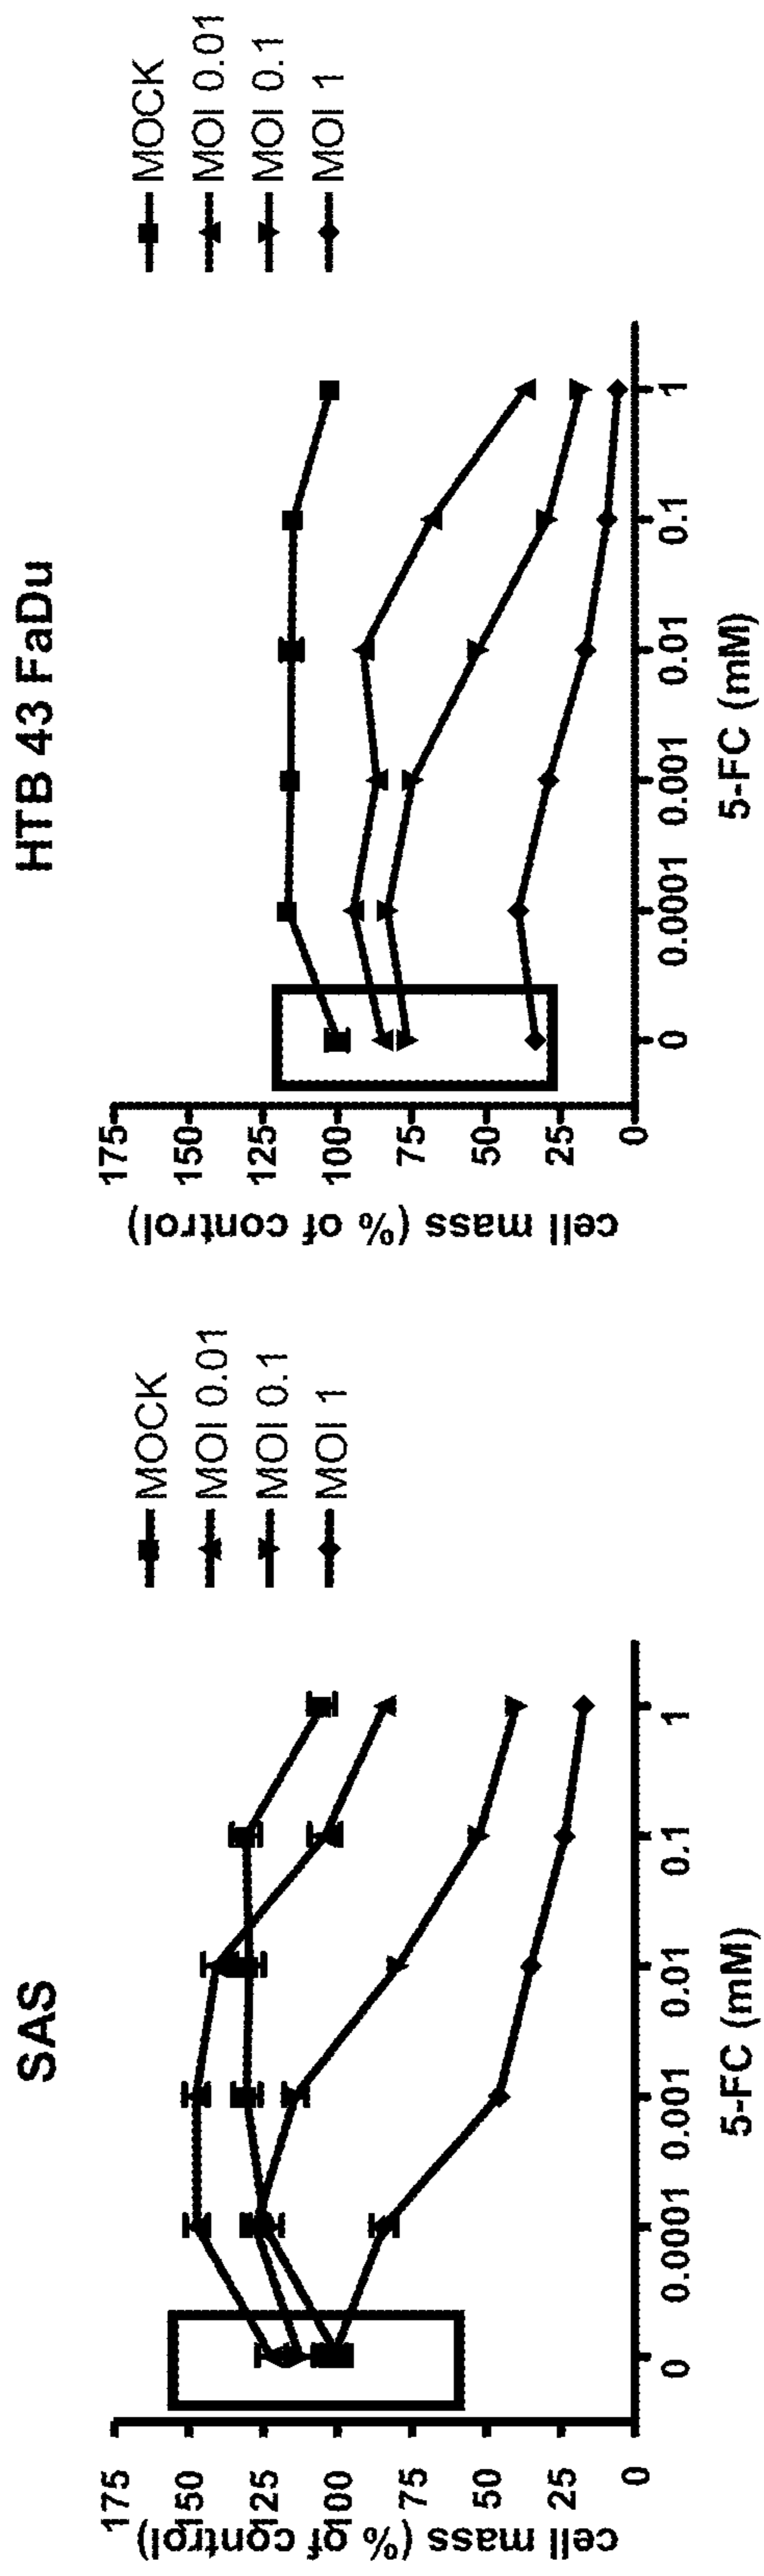 SAS
MOCK
MOI 0.01
MOI 0.1
MOI 1
cell mass (% of control)
175
150
125
100
75
50
25
0
0
0.0001
0.001
0.01
0.1
1
5-FC (mM)
HTB 43 FaDu
MOCK
MOI 0.01
MOI 0.1
MOI 1
cell mass (% of control)
175
150
125
100
75
50
25
0
0
0.0001
0.001
0.01
0.1
1
5-FC (mM)